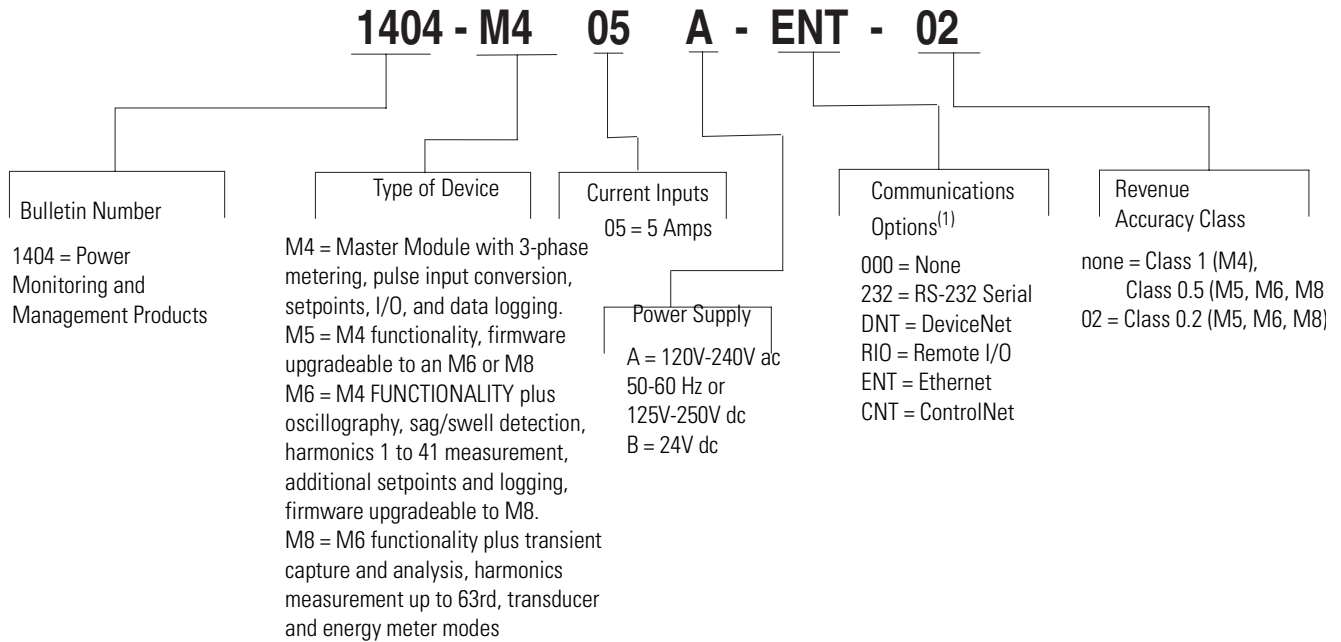 1404 - M4 05 A - ENT - 02
Bulletin Number
1404 = Power
Monitoring and
Management Products
Type of Device
M4 = Master Module with 3-phase
metering, pulse input conversion,
setpoints, I/O, and data logging.
M5 = M4 functionality, firmware
upgradeable to an M6 or M8
M6 = M4 FUNCTIONALITY plus
oscillography, sag/swell detection,
harmonics 1 to 41 measurement,
additional setpoints and logging,
firmware upgradeable to M8.
M8 = M6 functionality plus transient
capture and analysis, harmonics
measurement up to 63rd, transducer
and energy meter modes
Current Inputs
05 = 5 Amps
Power Supply
A = 120V-240V ac
50-60 Hz or
125V-250V dc
B = 24V dc
Communications
Options(1)
000 = None
232 = RS-232 Serial
DNT = DeviceNet
RIO = Remote I/O
ENT = Ethernet
CNT = ControlNet
Revenue
Accuracy Class
none = Class 1 (M4),
Class 0.5 (M5, M6, M8
02 = Class 0.2 (M5, M6, M8)